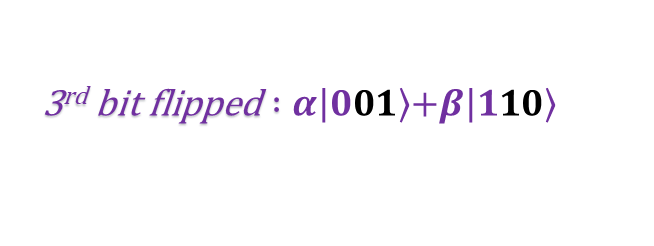 3rd bit flipped : α|001⟩+β|110⟩